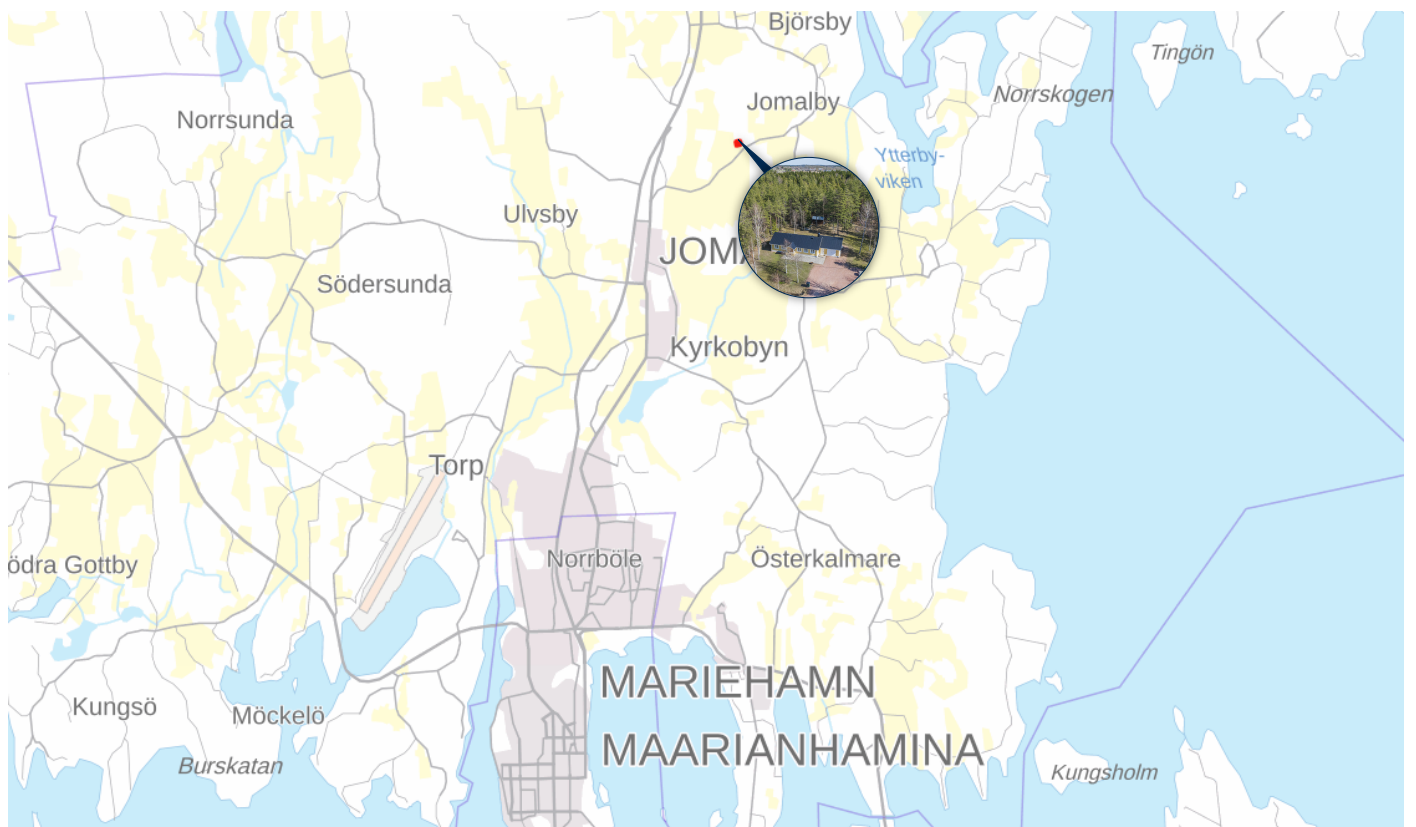 Björsby
Tingön
Norrskogen
Jomalby
Norrsunda
Ytterby-
viken
Ulvsby
JOMA
Södersunda
Kyrkobyn
Torp
Norrböle
Österkalmare
ödra Gottby
MARIEHAMN
Kungsö
Möckelö
MAARIANHAMINA
Burskatan
Kungsholm